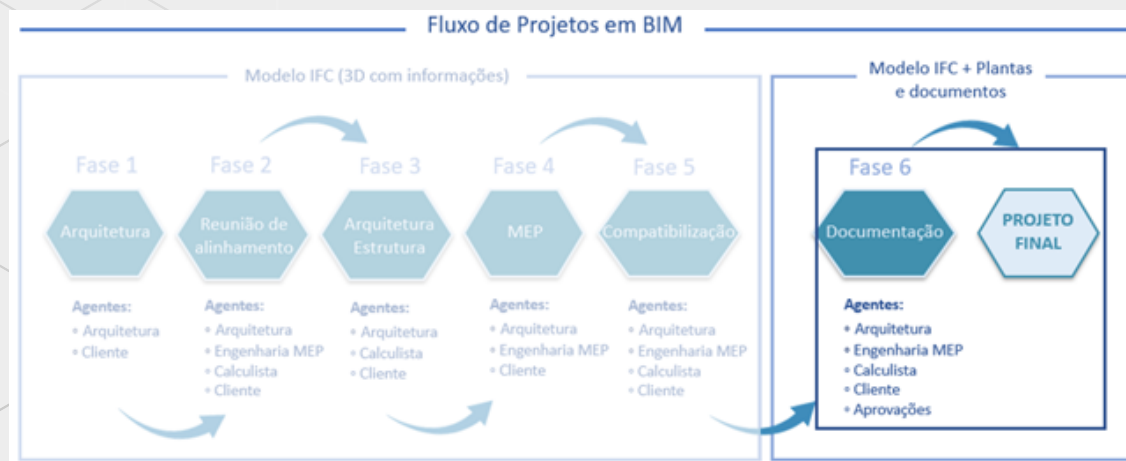 Fluxo de Projetos em BIM
Modelo IFC (3D com informações)
Fase 1
Arquitetura
Agentes:
• Arquitetura
• Cliente
Fase 2
Reunião de
alinhamento
Agentes:
• Arquitetura
• Engenharia MEP
• Calculista
• Cliente
Fase 3
Arquitetura
Estrutura
Agentes:
• Arquitetura
• Calculista
• Cliente
Fase 4
MEP
Agentes:
• Arquitetura
• Engenharia MEP
• Cliente
Fase 5
Compatibilização
Agentes:
• Arquitetura
• Engenharia MEP
• Calculista
• Cliente
Modelo IFC + Plantas
e documentos
Fase 6
Documentação
Agentes:
• Arquitetura
• Engenharia MEP
• Calculista
• Cliente
• Aprovações
PROJETO
FINAL